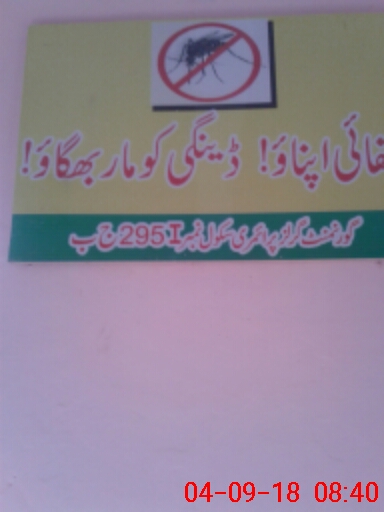 فائی اپناؤ! ڈینگی کو مار بھگاؤ!
گورنمنٹ گرلز پرائمری سکول نمبر I 295 ج ب
04-09-18 08:40